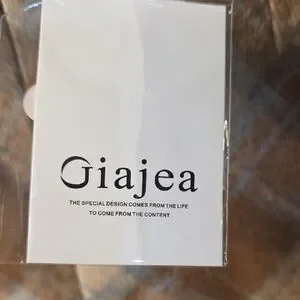 Giajea
THE SPECIAL DESIGN COMES FROM THE LIFE
TO COME FROM THE CONTENT